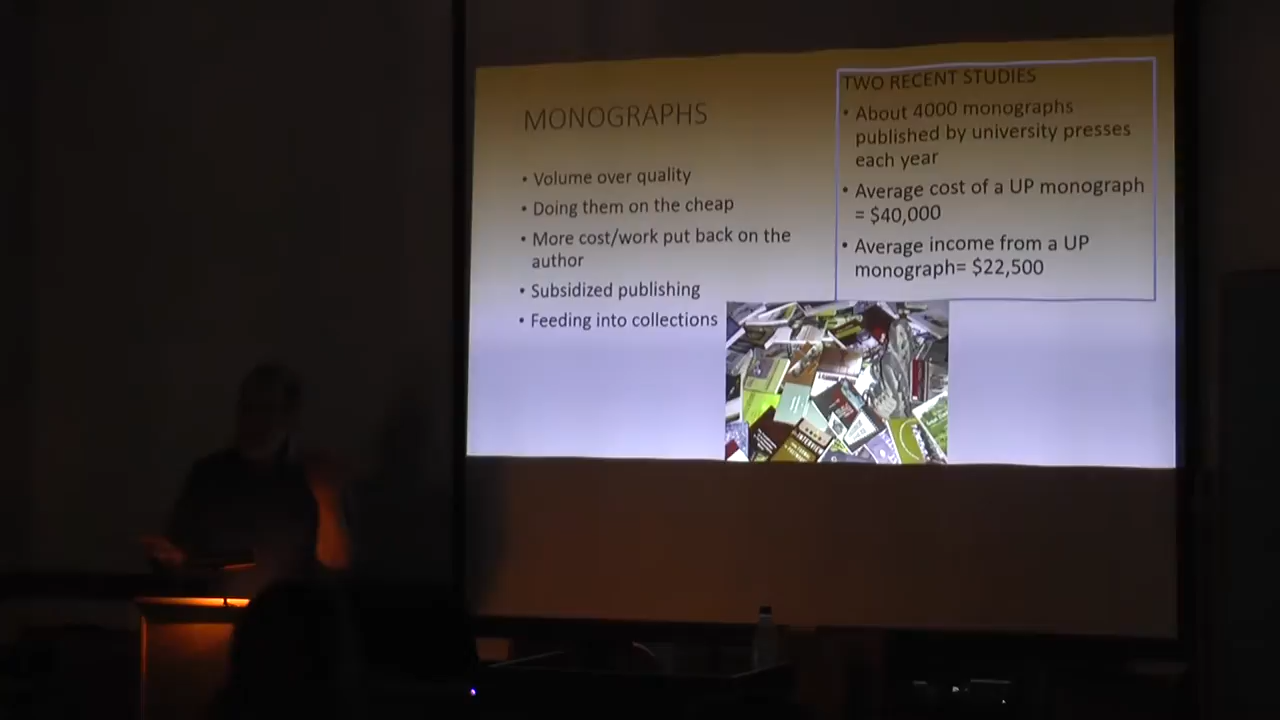 MONOGRAPHS
• Volume over quality
• Doing them on the cheap
• More cost/work put back on the
author
• Subsidized publishing
• Feeding into collections
TWO RECENT STUDIES
• About 4000 monographs
published by university presses
each year
• Average cost of a UP monograph
= $40,000
• Average income from a UP
monograph= $22,500
INTERVIEW